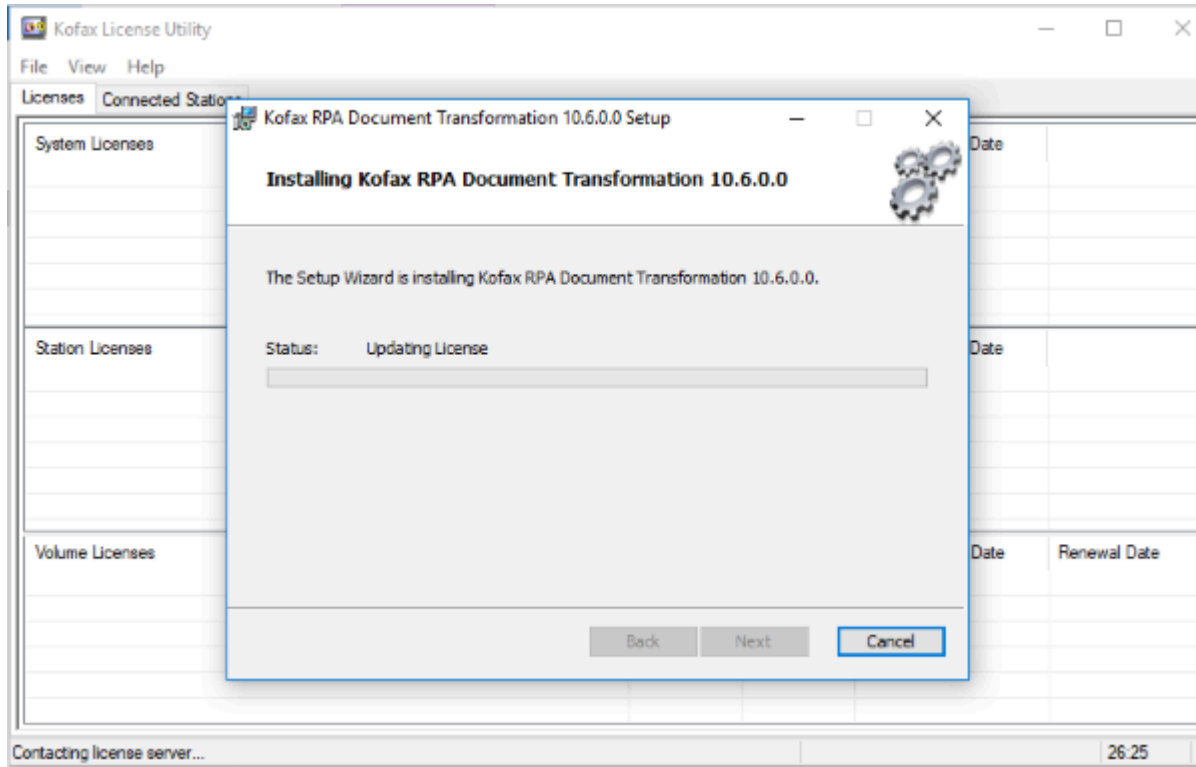 Kofax License Utility
File View Help
Licenses Connected Stations
Kofax RPA Document Transformation 10.6.0.0 Setup
System Licenses
Date
Installing Kofax RPA Document Transformation 10.6.0.0
The Setup Wizard is installing Kofax RPA Document Transformation 10.6.0.0.
Station Licenses
Status: Updating License
Date
Volume Licenses
Date Renewal Date
Back Next Cancel
Contacting license server... 26:25